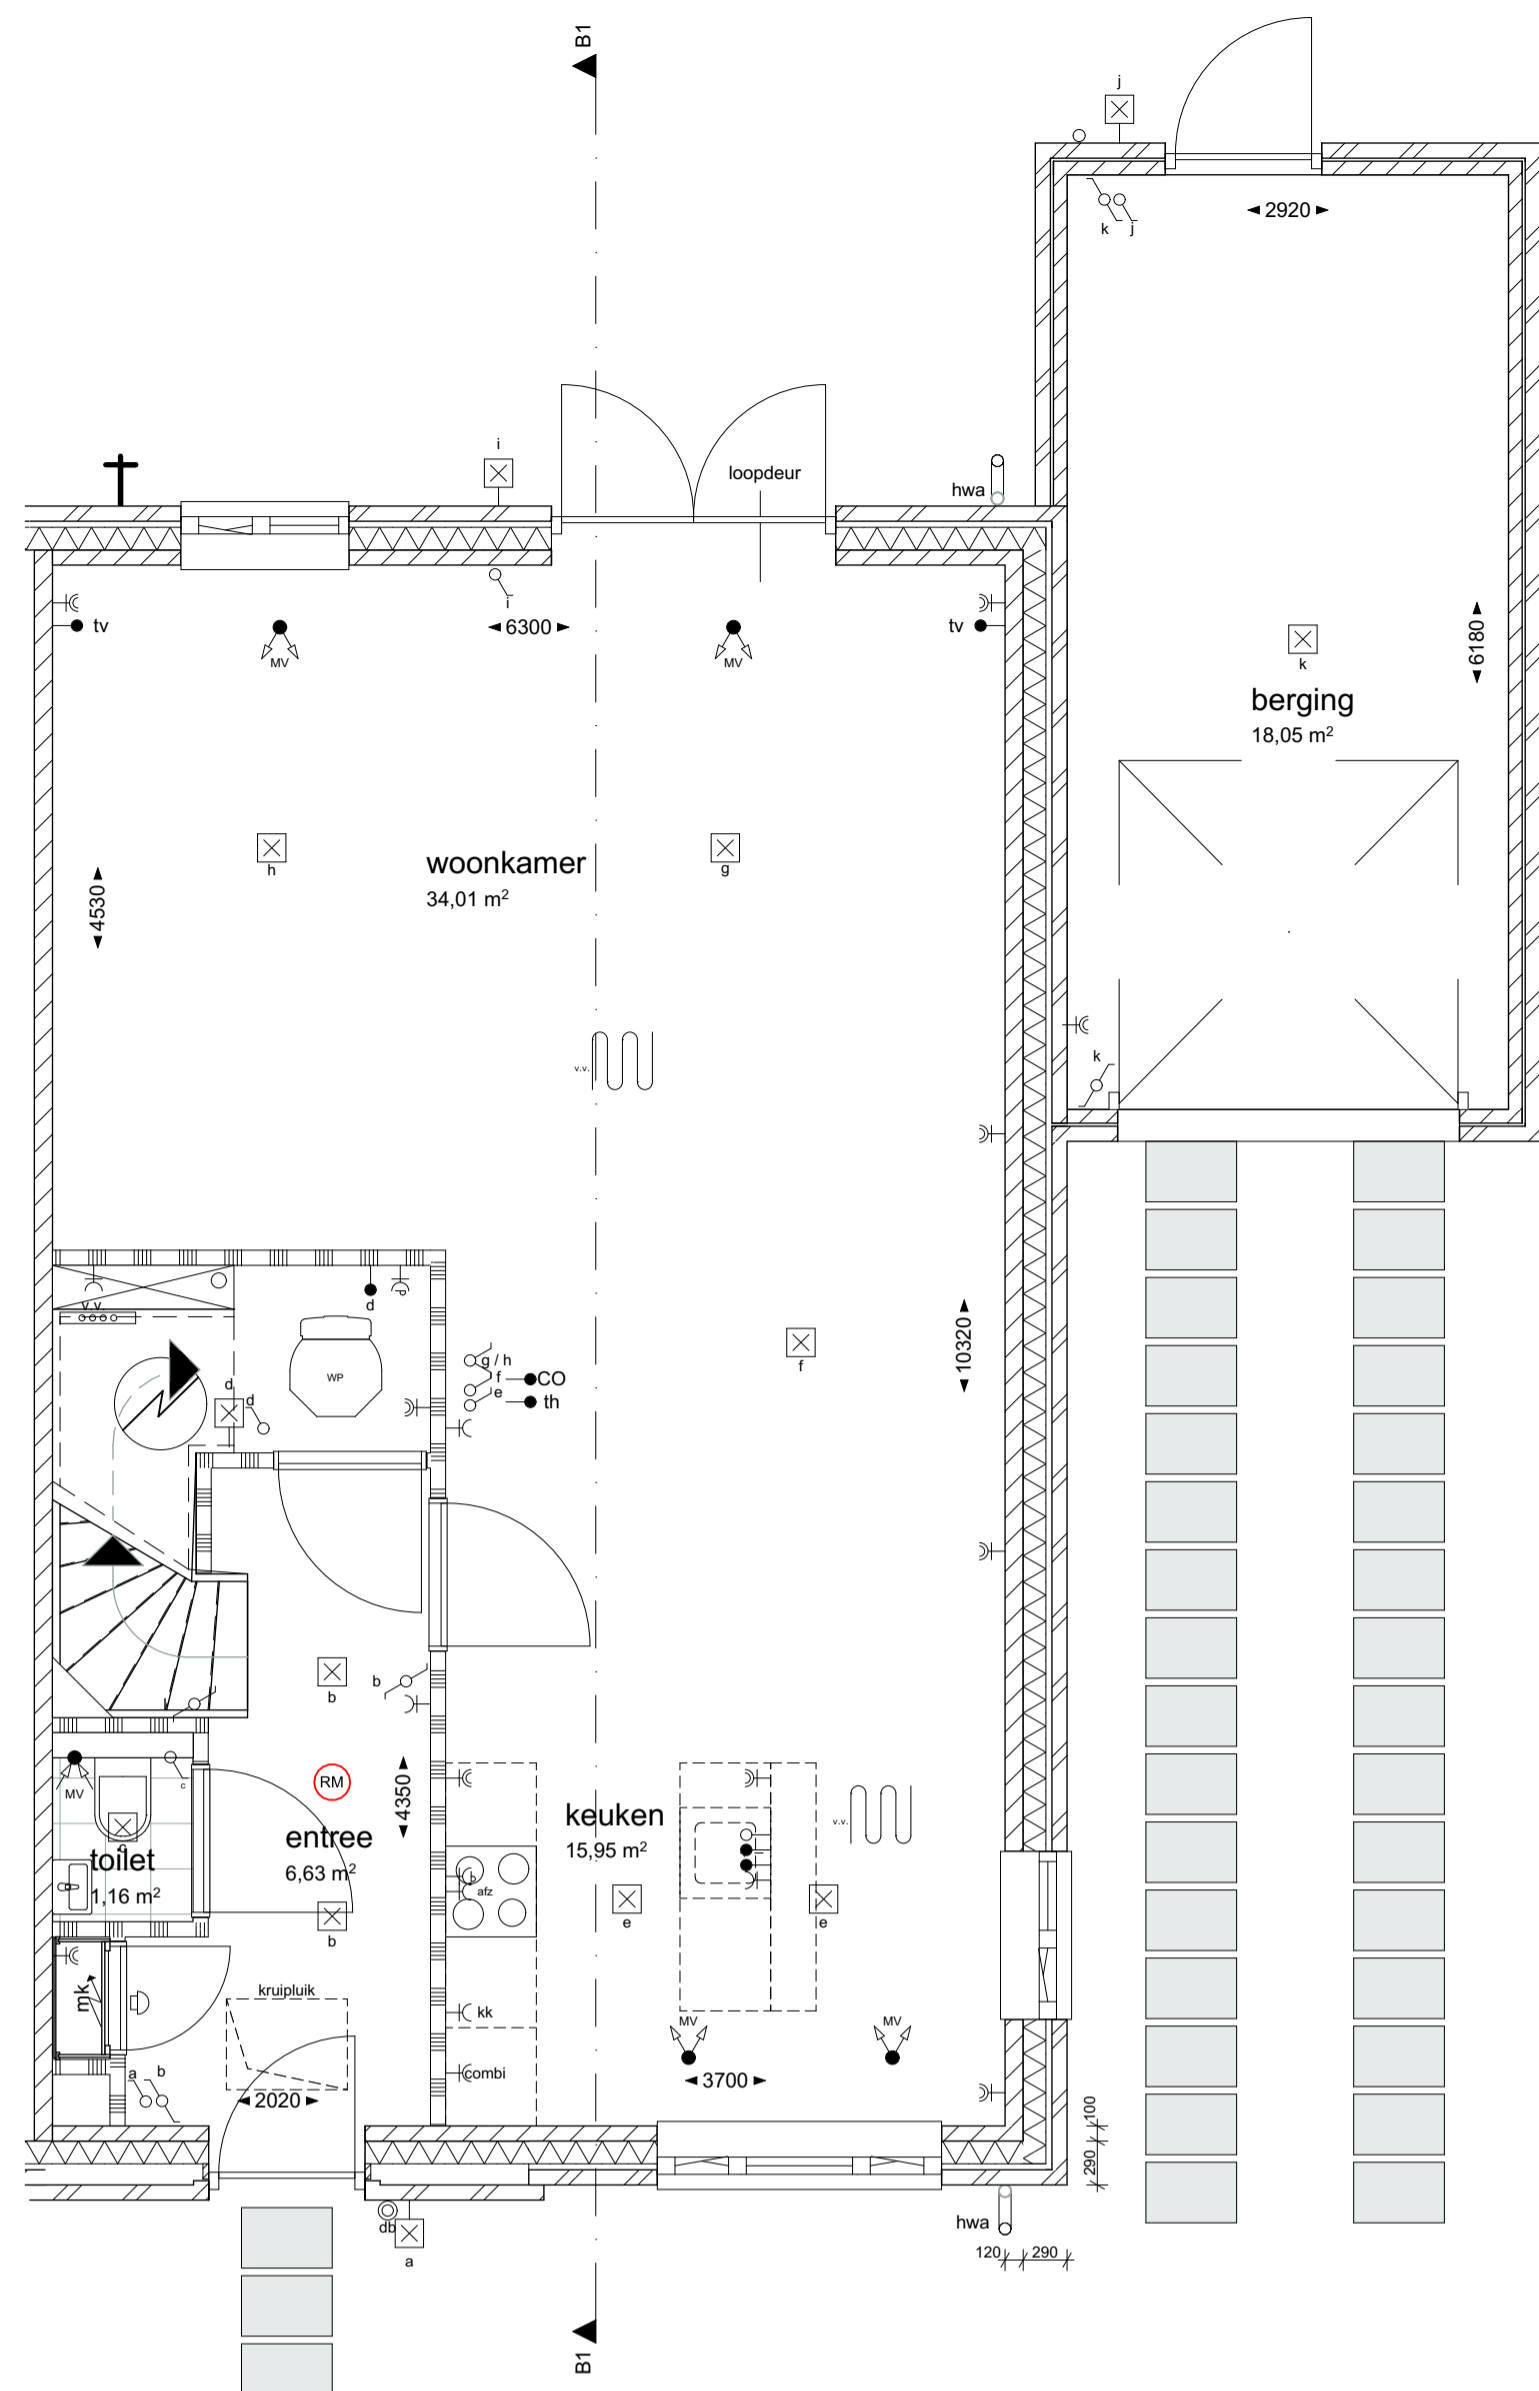 B1
j
k
j
2920
i
loopdeur
hwa
i
tv
6300
tv
MV
MV
k
6180
berging
18,05 m²
h
woonkamer
34,01 m²
g
4530
v.v.
k
v.v.
d
WP
g / h
f
CO
e
th
d
d
f
10320
b
b
b
c
MV
RM
4350
c
toilet
1,16 m²
entree
6,63 m²
keuken
15,95 m²
v.v.
afz
e
e
b
mk
kruipluik
kk
MV
MV
combi
a
b
2020
3700
100
290
db
a
hwa
120
290
B1